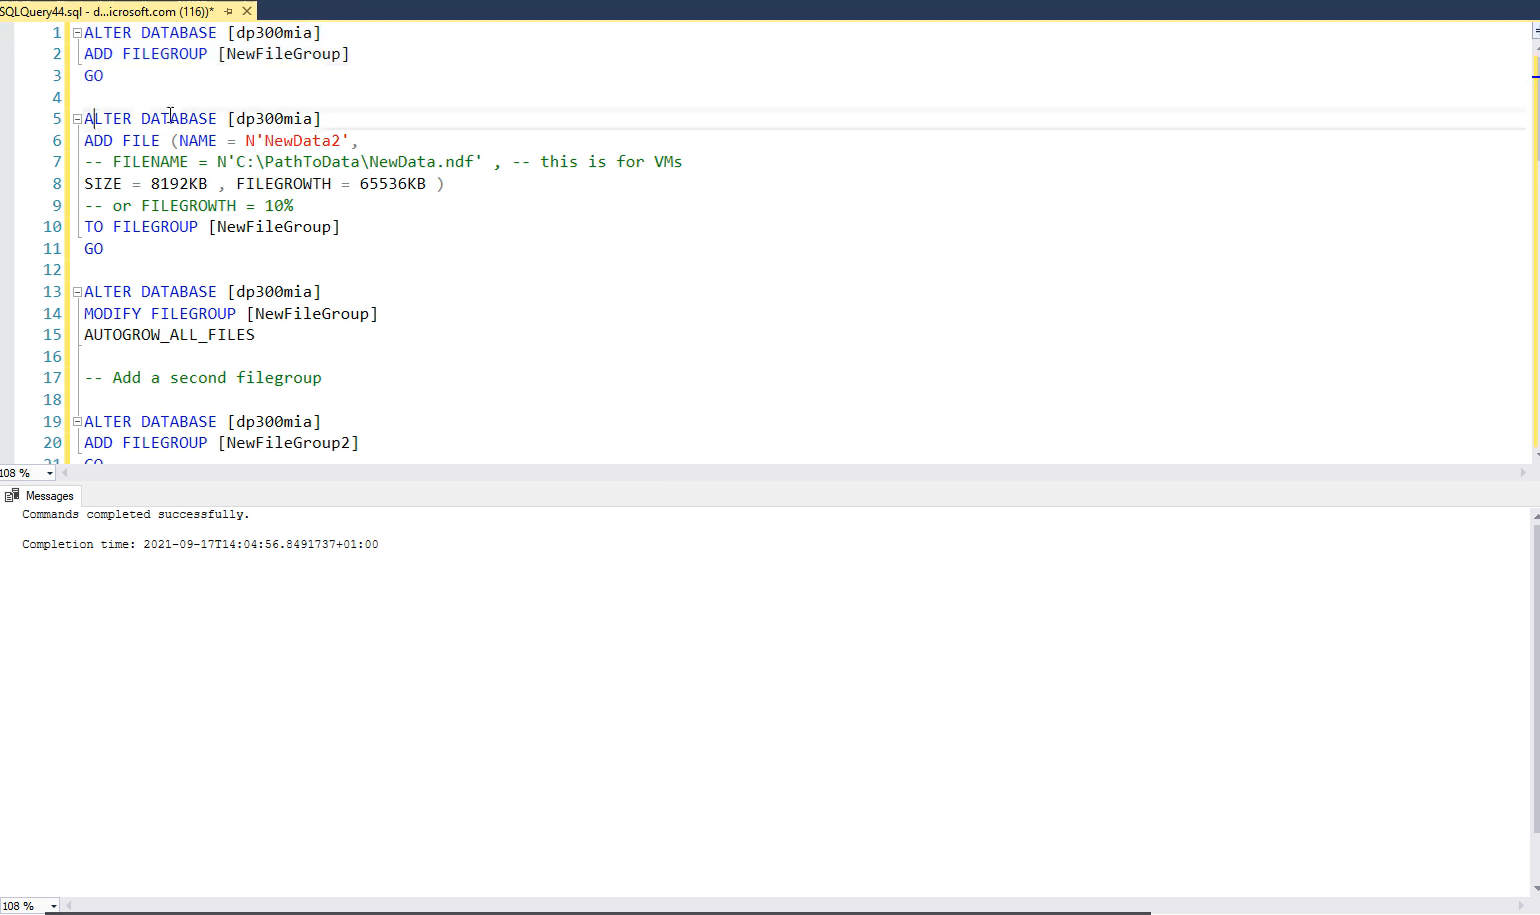 SQLQuery44.sql - d...icrosoft.com (116))*
1 ALTER DATABASE [dp300mia]
2 ADD FILEGROUP [NewFileGroup]
3 GO
4
5 ALTER DATABASE [dp300mia]
6 ADD FILE (NAME = N'NewData2',
7 -- FILENAME = N'C:\PathToData\NewData.ndf' , -- this is for VMs
8 SIZE = 8192KB , FILEGROWTH = 65536KB )
9 -- or FILEGROWTH = 10%
10 TO FILEGROUP [NewFileGroup]
11 GO
12
13 ALTER DATABASE [dp300mia]
14 MODIFY FILEGROUP [NewFileGroup]
15 AUTOGROW_ALL_FILES
16
17 -- Add a second filegroup
18
19 ALTER DATABASE [dp300mia]
20 ADD FILEGROUP [NewFileGroup2]
21 GO
108 %
Messages
Commands completed successfully.
Completion time: 2021-09-17T14:04:56.8491737+01:00
108 %